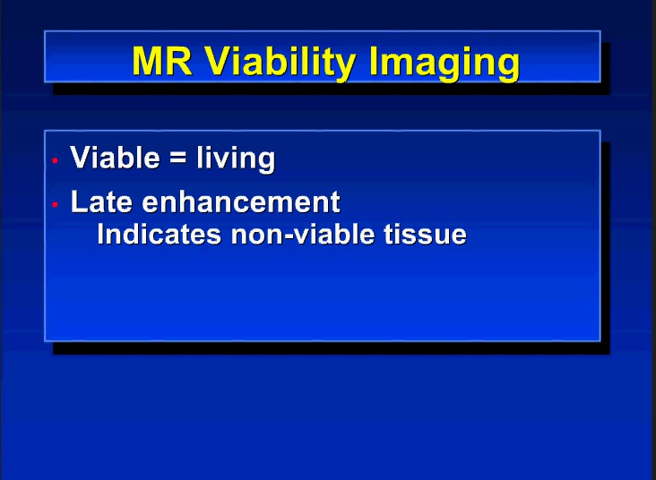 MR Viability Imaging
• Viable = living
• Late enhancement
Indicates non-viable tissue